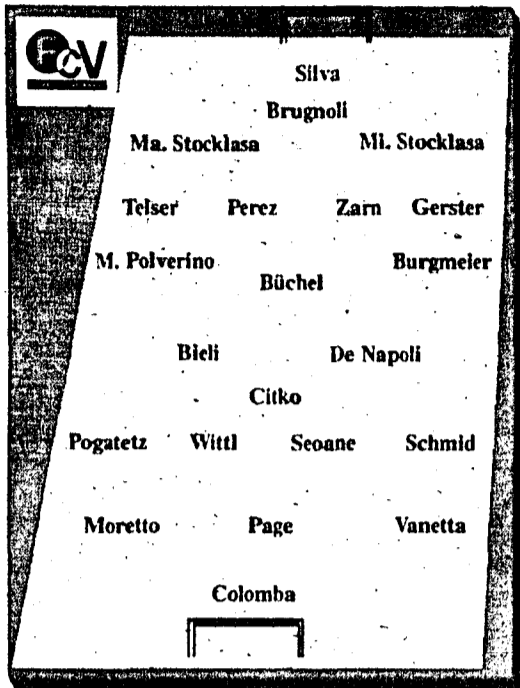 FCV
Silva
Brugnoli
Ma. Stocklasa Mi. Stocklasa
Telser Perez Zarn Gerster
M. Polverino Burgmeier
Büchel
Bieli De Napoli
Citko
Pogatetz Wittl Seoane Schmid
Moretto Page Vanetta
Colomba